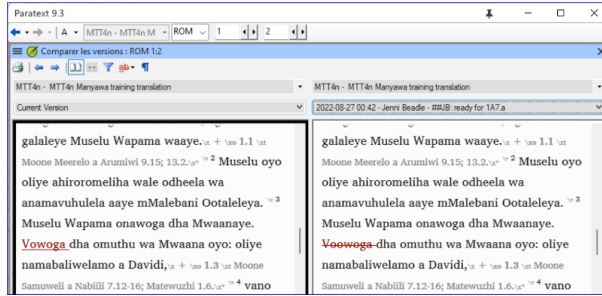 Paratext 9.3
A MTT4n - MTT4n M ROM 1 2
Comparer les versions : ROM 1:2
ab
MTT4n - MTT4n Manyawa training translation
Current Version
galaleye Muselu Wapama waaye.\x + \xo 1.1 \xt
Moone Meerelo a Arumiwi 9.15; 13.2.\x* \v 2 Muselu oyo
oliye ahiroromeliha wale odheela wa
anamavuhulela aaye mMalebani Ootaleleya. \v 3
Muselu Wapama onawoga dha Mwaanaye.
Vowoga dha omuthu wa Mwaana oyo: oliye
namabaliwelamo a Davidi,\x + \xo 1.3 \xt Moone
Samuweli a Nabiili 7.12-16; Matewuzhi 1.6.\x* \v 4 vano
MTT4n - MTT4n Manyawa training translation
2022-08-27 00:42 - Jenni Beadle - ##JB: ready for 1A7.a
galaleye Muselu Wapama waaye.\x + \xo 1.1 \xt
Moone Meerelo a Arumiwi 9.15; 13.2.\x* \v 2 Muselu oyo
oliye ahiroromeliha wale odheela wa
anamavuhulela aaye mMalebani Ootaleleya. \v 3
Muselu Wapama onawoga dha Mwaanaye.
Voowoga dha omuthu wa Mwaana oyo: oliye
namabaliwelamo a Davidi,\x + \xo 1.3 \xt Moone
Samuweli a Nabiili 7.12-16; Matewuzhi 1.6.\x* \v 4 vano